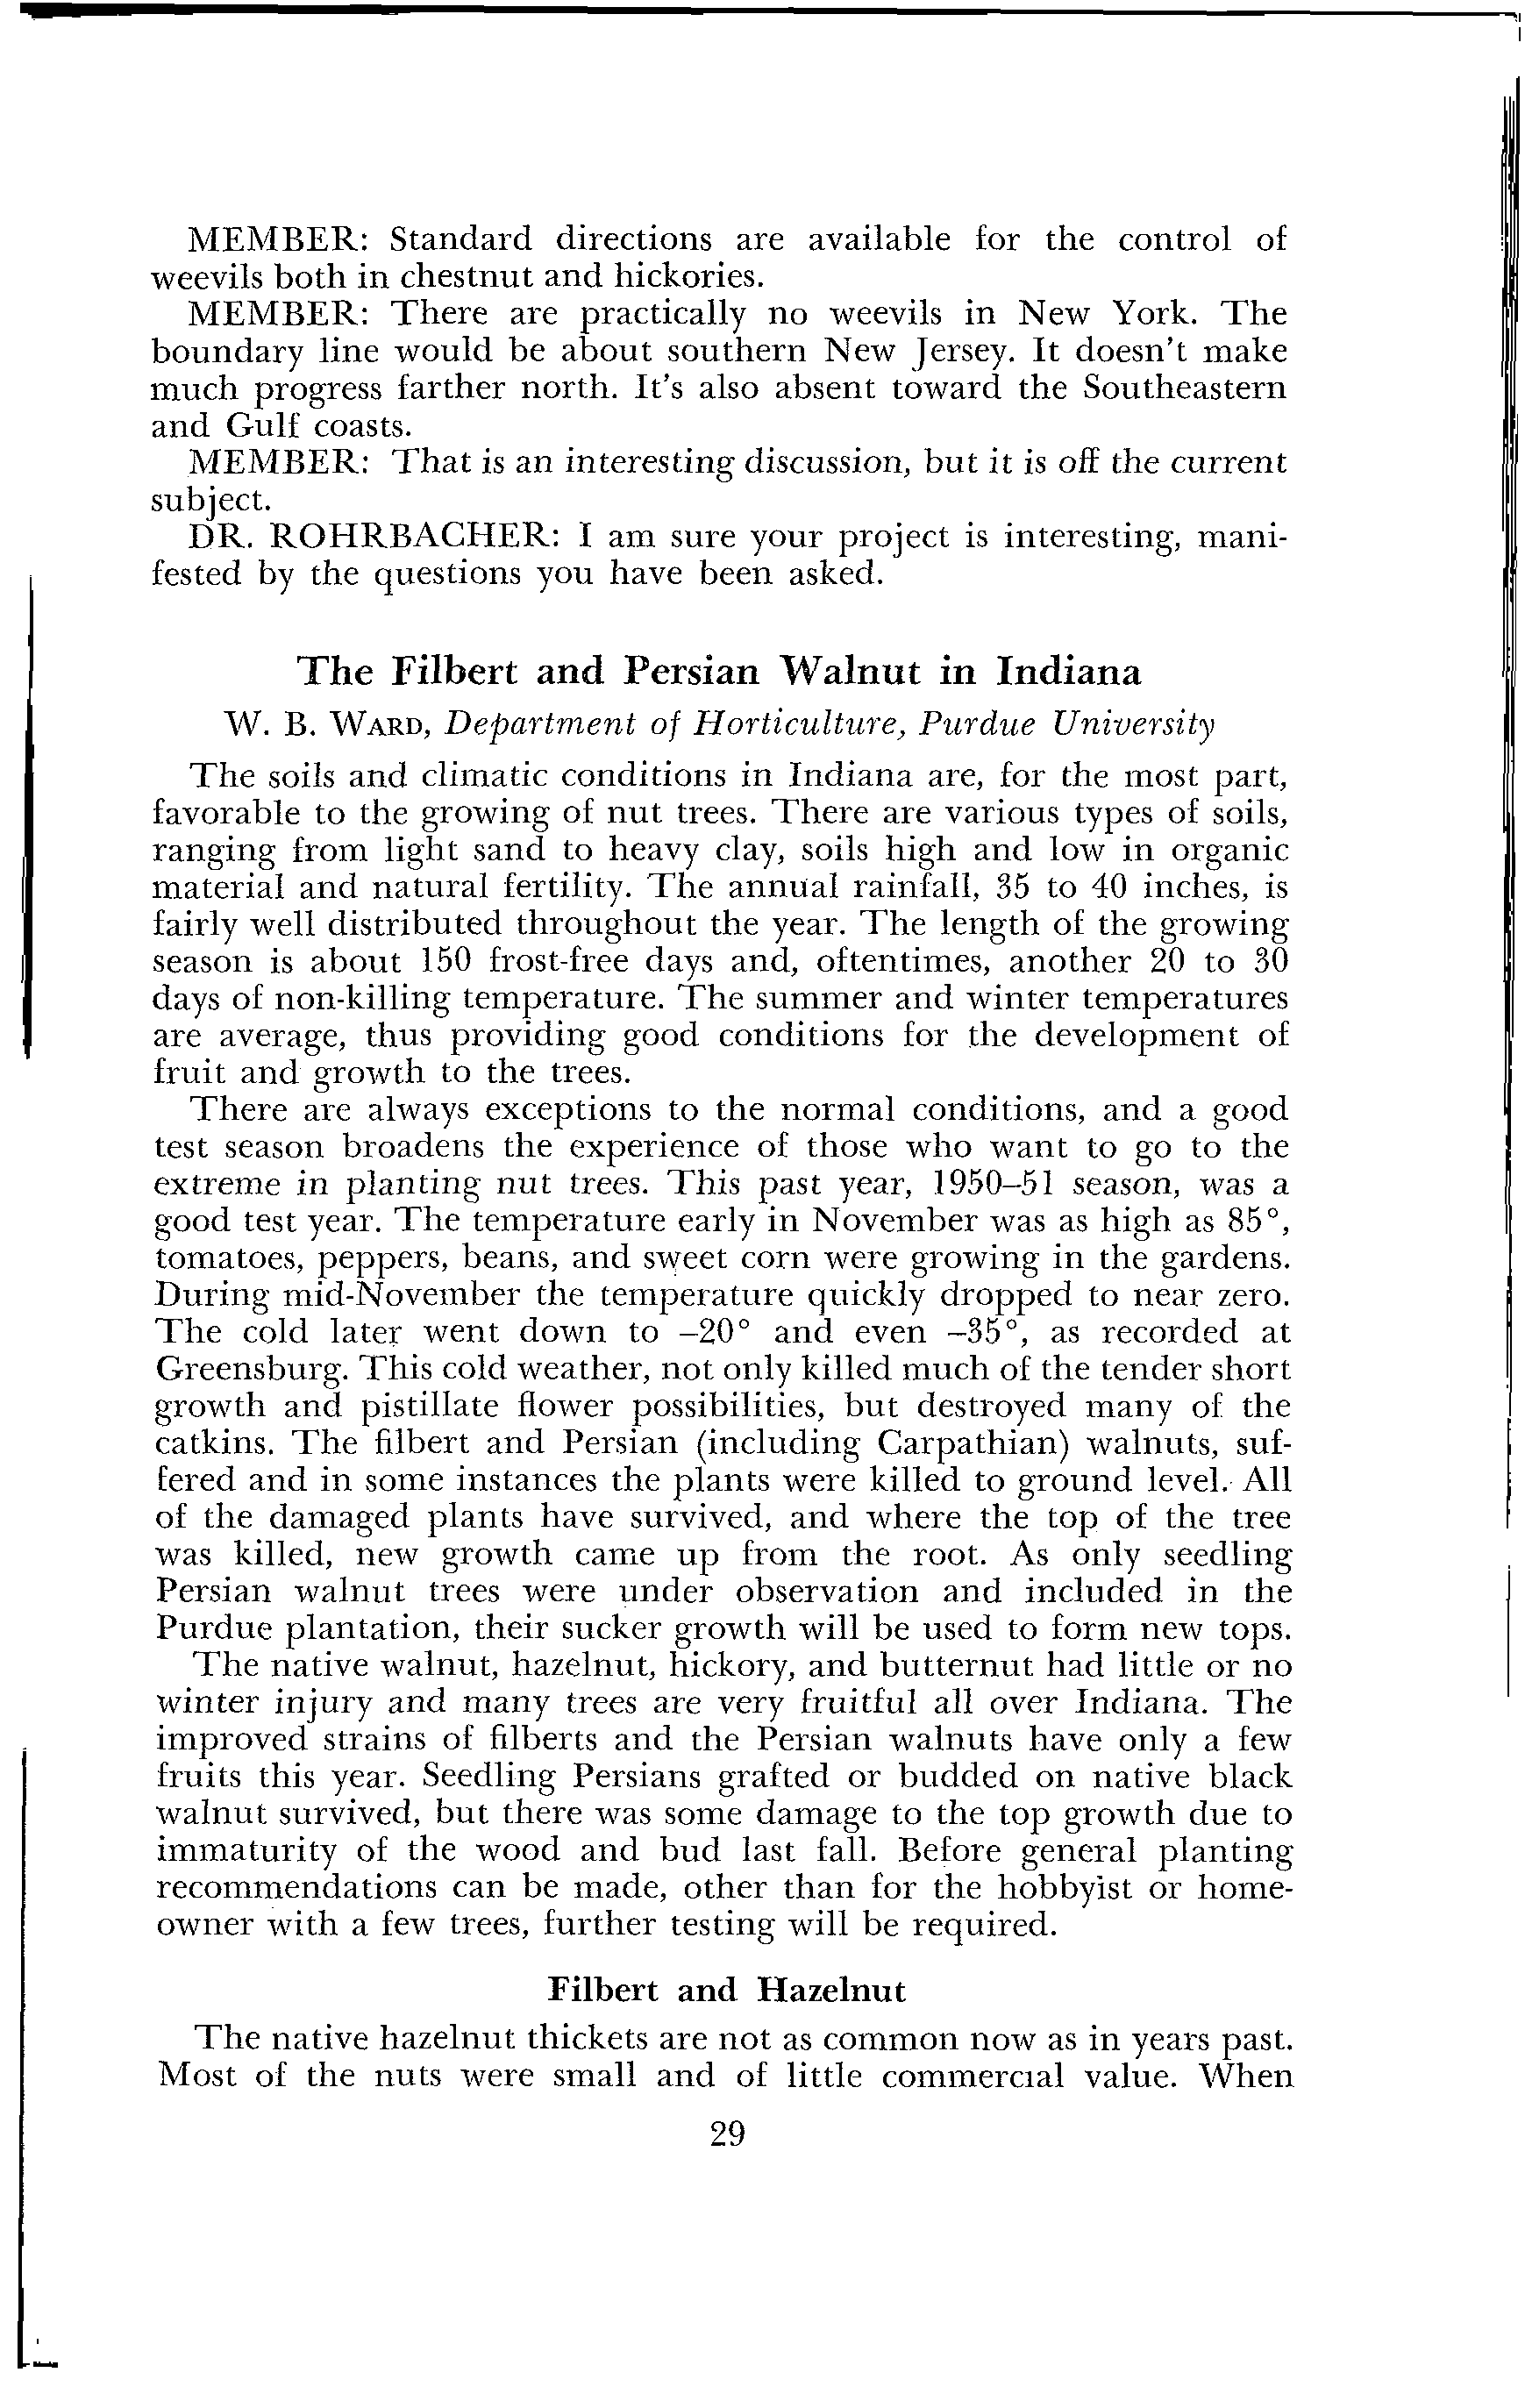 MEMBER: Standard directions are available for the control of
weevils both in chestnut and hickories.
MEMBER: There are practically no weevils in New York. The
boundary line would be about southern New Jersey. It doesn't make
much progress farther north. It's also absent toward the Southeastern
and Gulf coasts.
MEMBER: That is an interesting discussion, but it is off the current
subject.
DR. ROHRBACHER: I am sure your project is interesting, mani-
fested by the questions you have been asked.
The Filbert and Persian Walnut in Indiana
W. B. WARD, Department of Horticulture, Purdue University
The soils and climatic conditions in Indiana are, for the most part,
favorable to the growing of nut trees. There are various types of soils,
ranging from light sand to heavy clay, soils high and low in organic
material and natural fertility. The annual rainfall, 35 to 40 inches, is
fairly well distributed throughout the year. The length of the growing
season is about 150 frost-free days and, oftentimes, another 20 to 30
days of non-killing temperature. The summer and winter temperatures
are average, thus providing good conditions for the development of
fruit and growth to the trees.
There are always exceptions to the normal conditions, and a good
test season broadens the experience of those who want to go to the
extreme in planting nut trees. This past year, 1950–51 season, was a
good test year. The temperature early in November was as high as 85°,
tomatoes, peppers, beans, and sweet corn were growing in the gardens.
During mid-November the temperature quickly dropped to near zero.
The cold later went down to –20° and even –35°, as recorded at
Greensburg. This cold weather, not only killed much of the tender short
growth and pistillate flower possibilities, but destroyed many of the
catkins. The filbert and Persian (including Carpathian) walnuts, suf-
fered and in some instances the plants were killed to ground level. All
of the damaged plants have survived, and where the top of the tree
was killed, new growth came up from the root. As only seedling
Persian walnut trees were under observation and included in the
Purdue plantation, their sucker growth will be used to form new tops.
The native walnut, hazelnut, hickory, and butternut had little or no
winter injury and many trees are very fruitful all over Indiana. The
improved strains of filberts and the Persian walnuts have only a few
fruits this year. Seedling Persians grafted or budded on native black
walnut survived, but there was some damage to the top growth due to
immaturity of the wood and bud last fall. Before general planting
recommendations can be made, other than for the hobbyist or home-
owner with a few trees, further testing will be required.
Filbert and Hazelnut
The native hazelnut thickets are not as common now as in years past.
Most of the nuts were small and of little commercial value. When
29